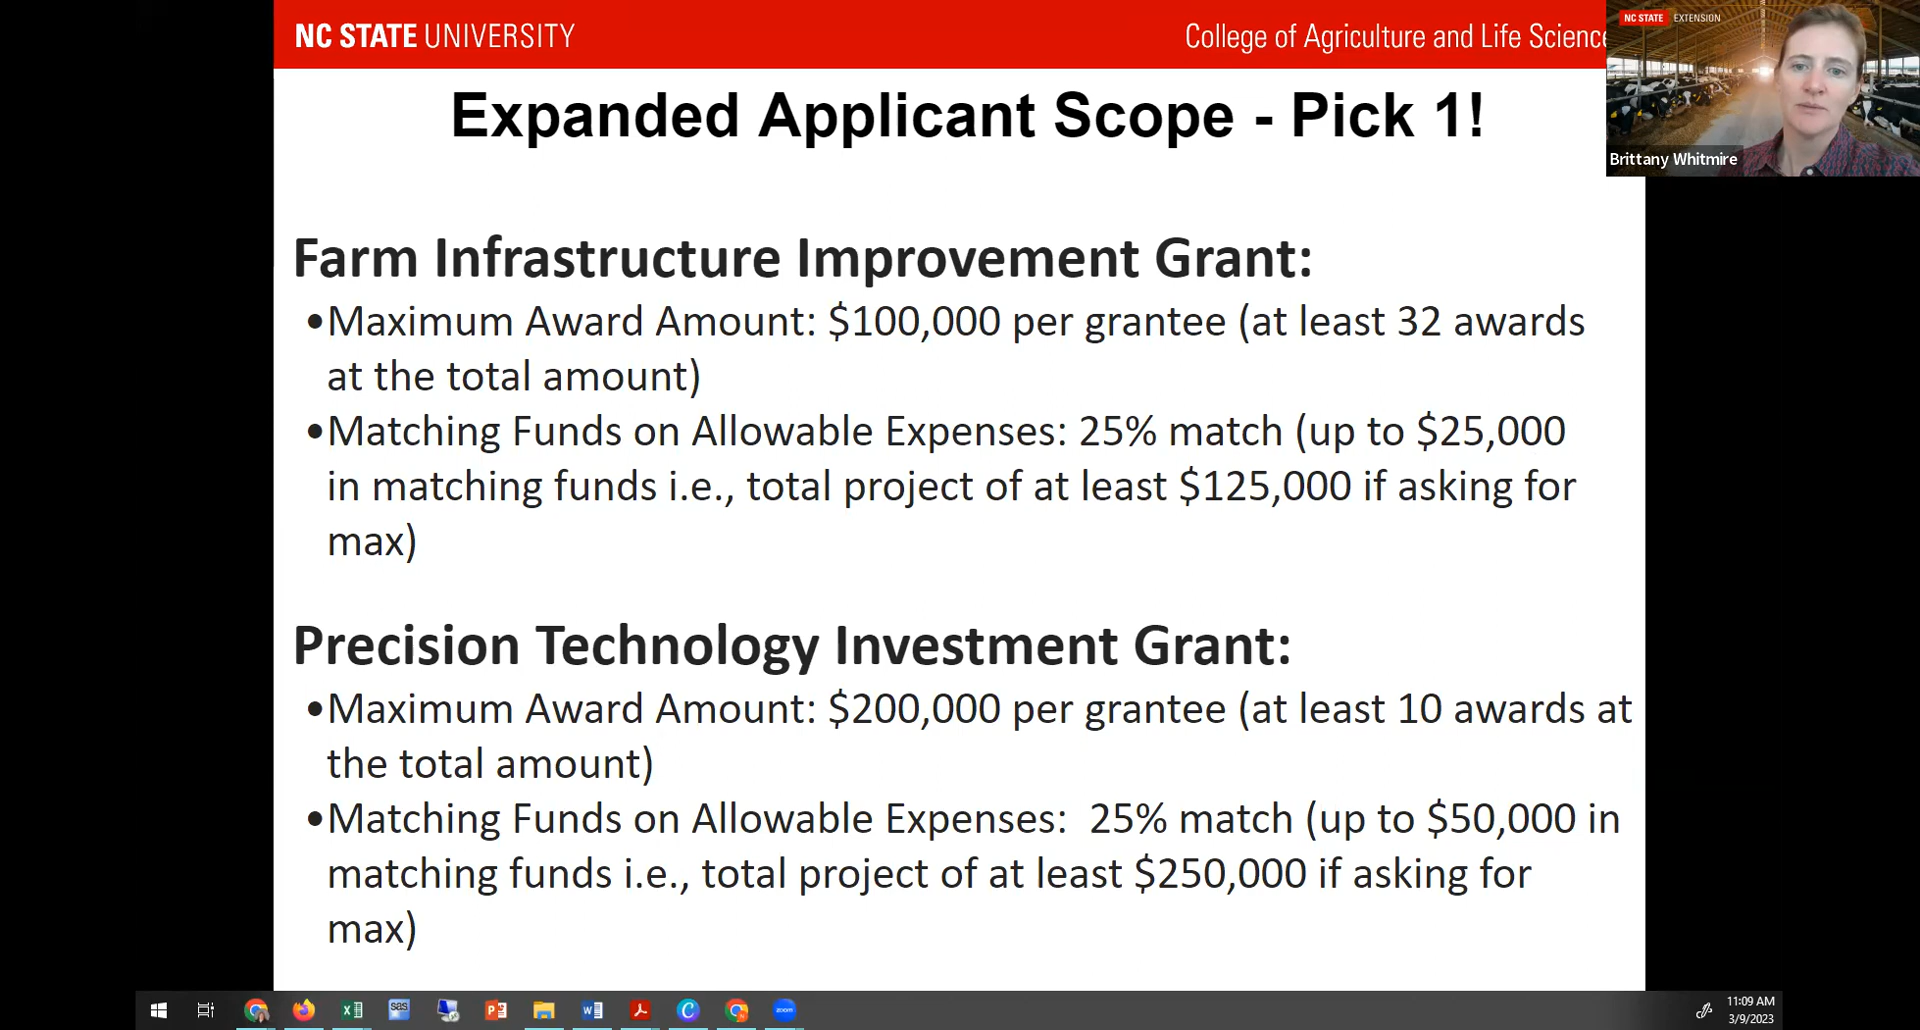 NC STATE UNIVERSITY
College of Agriculture and Life Science
NC STATE EXTENSION
Brittany Whitmire
Expanded Applicant Scope - Pick 1!
Farm Infrastructure Improvement Grant:
•Maximum Award Amount: $100,000 per grantee (at least 32 awards
at the total amount)
•Matching Funds on Allowable Expenses: 25% match (up to $25,000
in matching funds i.e., total project of at least $125,000 if asking for
max)
Precision Technology Investment Grant:
•Maximum Award Amount: $200,000 per grantee (at least 10 awards at
the total amount)
•Matching Funds on Allowable Expenses:  25% match (up to $50,000 in
matching funds i.e., total project of at least $250,000 if asking for
max)
sas
zoom
11:09 AM
3/9/2023